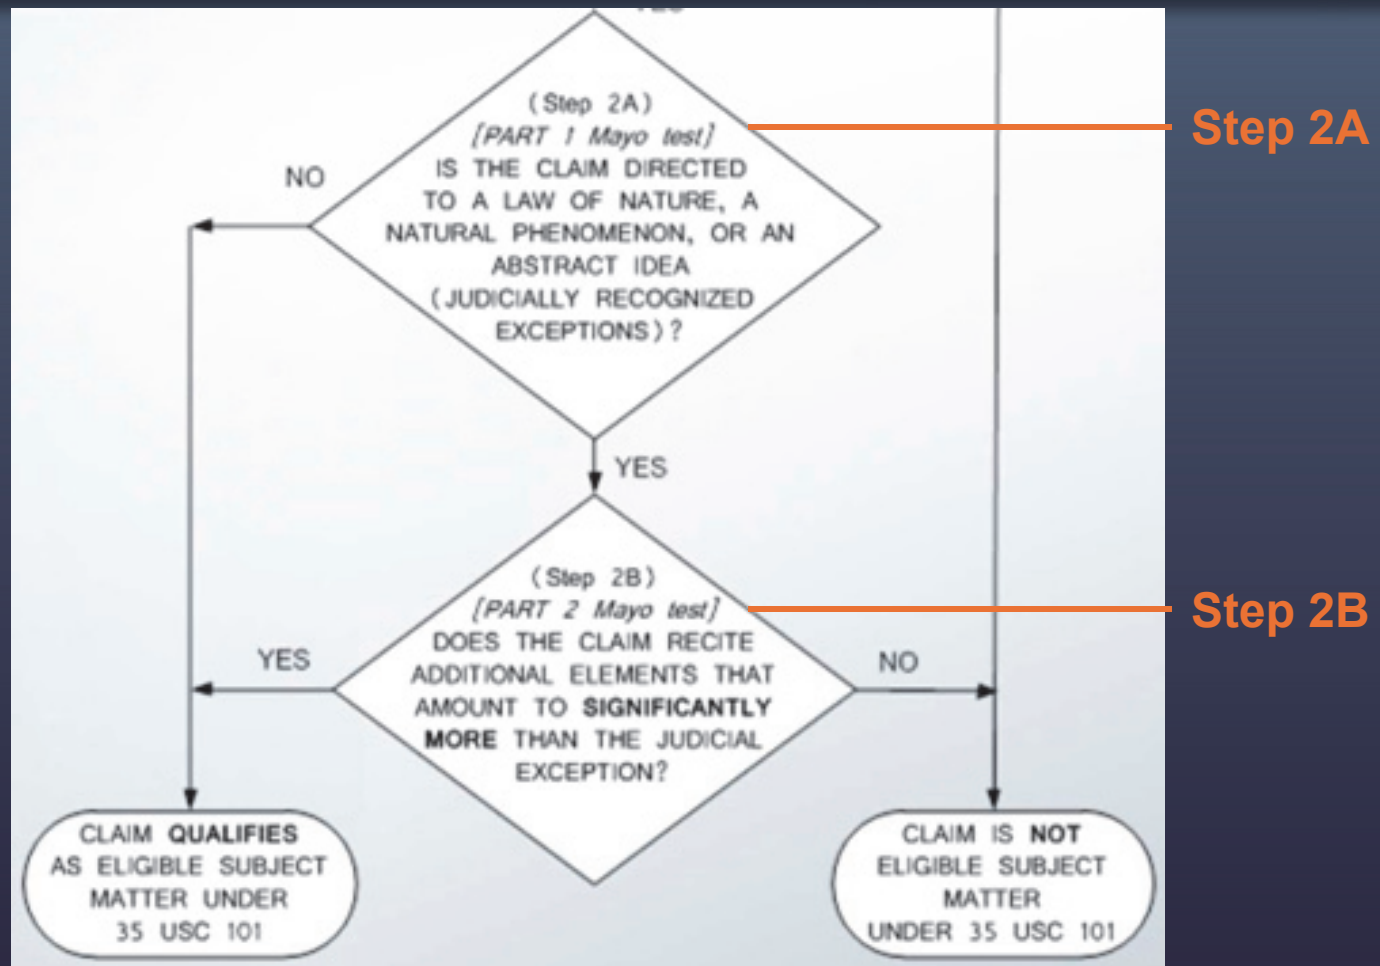 YES
(Step 2A)
[PART 1 Mayo test]
IS THE CLAIM DIRECTED
TO A LAW OF NATURE, A
NATURAL PHENOMENON, OR AN
ABSTRACT IDEA
(JUDICIALLY RECOGNIZED
EXCEPTIONS)?
NO
Step 2A
YES
(Step 2B)
[PART 2 Mayo test]
DOES THE CLAIM RECITE
ADDITIONAL ELEMENTS THAT
AMOUNT TO SIGNIFICANTLY
MORE THAN THE JUDICIAL
EXCEPTION?
YES
NO
Step 2B
CLAIM QUALIFIES
AS ELIGIBLE SUBJECT
MATTER UNDER
35 USC 101
CLAIM IS NOT
ELIGIBLE SUBJECT
MATTER
UNDER 35 USC 101